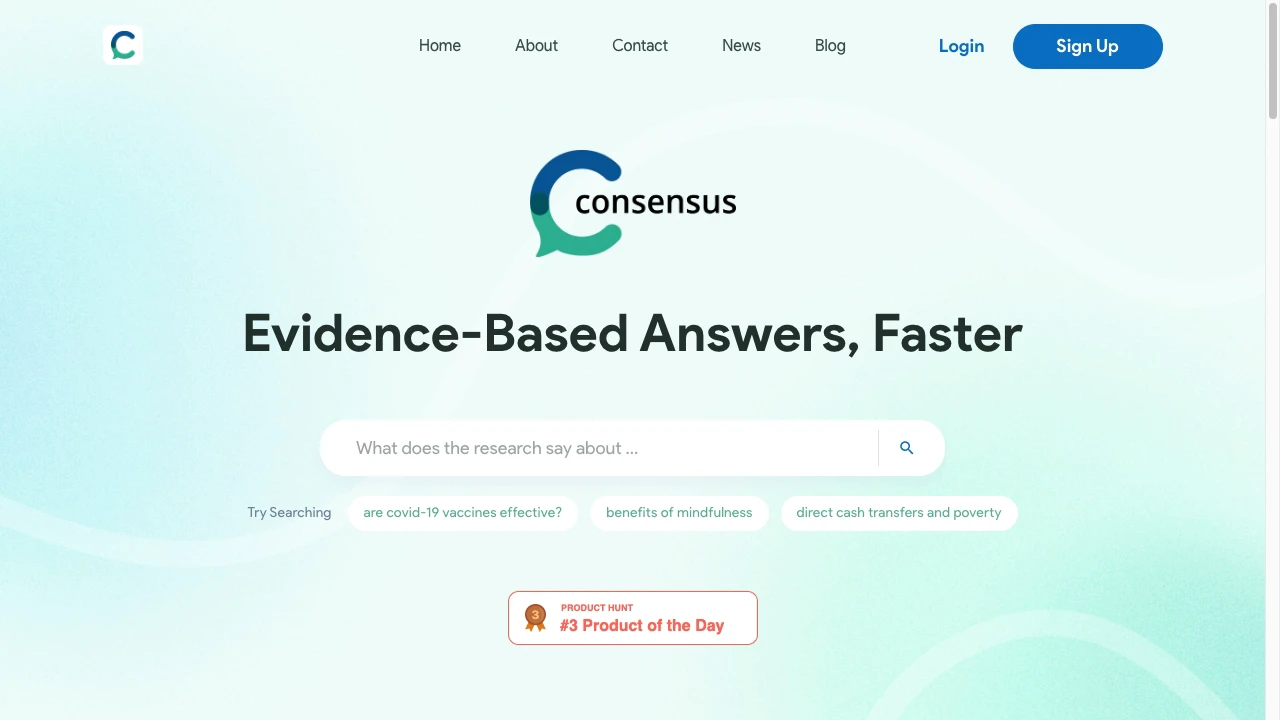 Home About Contact News Blog Login Sign Up
consensus
Evidence-Based Answers, Faster
What does the research say about ...
Try Searching are covid-19 vaccines effective? benefits of mindfulness direct cash transfers and poverty
3
PRODUCT HUNT
#3 Product of the Day